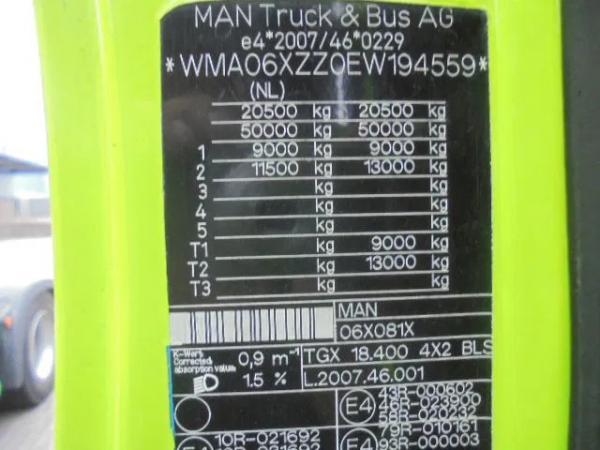 MAN Truck & Bus AG
e4*2007/46*0229
*WMA06XZZ0EW194559*
(NL)
20500 kg 20500 kg
50000 kg 50000 kg
1 9000 kg 9000 kg
2 11500 kg 13000 kg
3 kg kg
4 kg kg
5 kg kg
T1 kg 9000 kg
T2 kg 13000 kg
T3 kg kg
MAN
06X081X
K-Wert
Corrected
absorption value
0,9 m⁻¹
TGX 18.400 4X2 BLS
1.5 %
L.2007.46.001
E4
43R-000602
46R-023900
58R-020232
10R-021692
E4
79R-010161
93R-000003